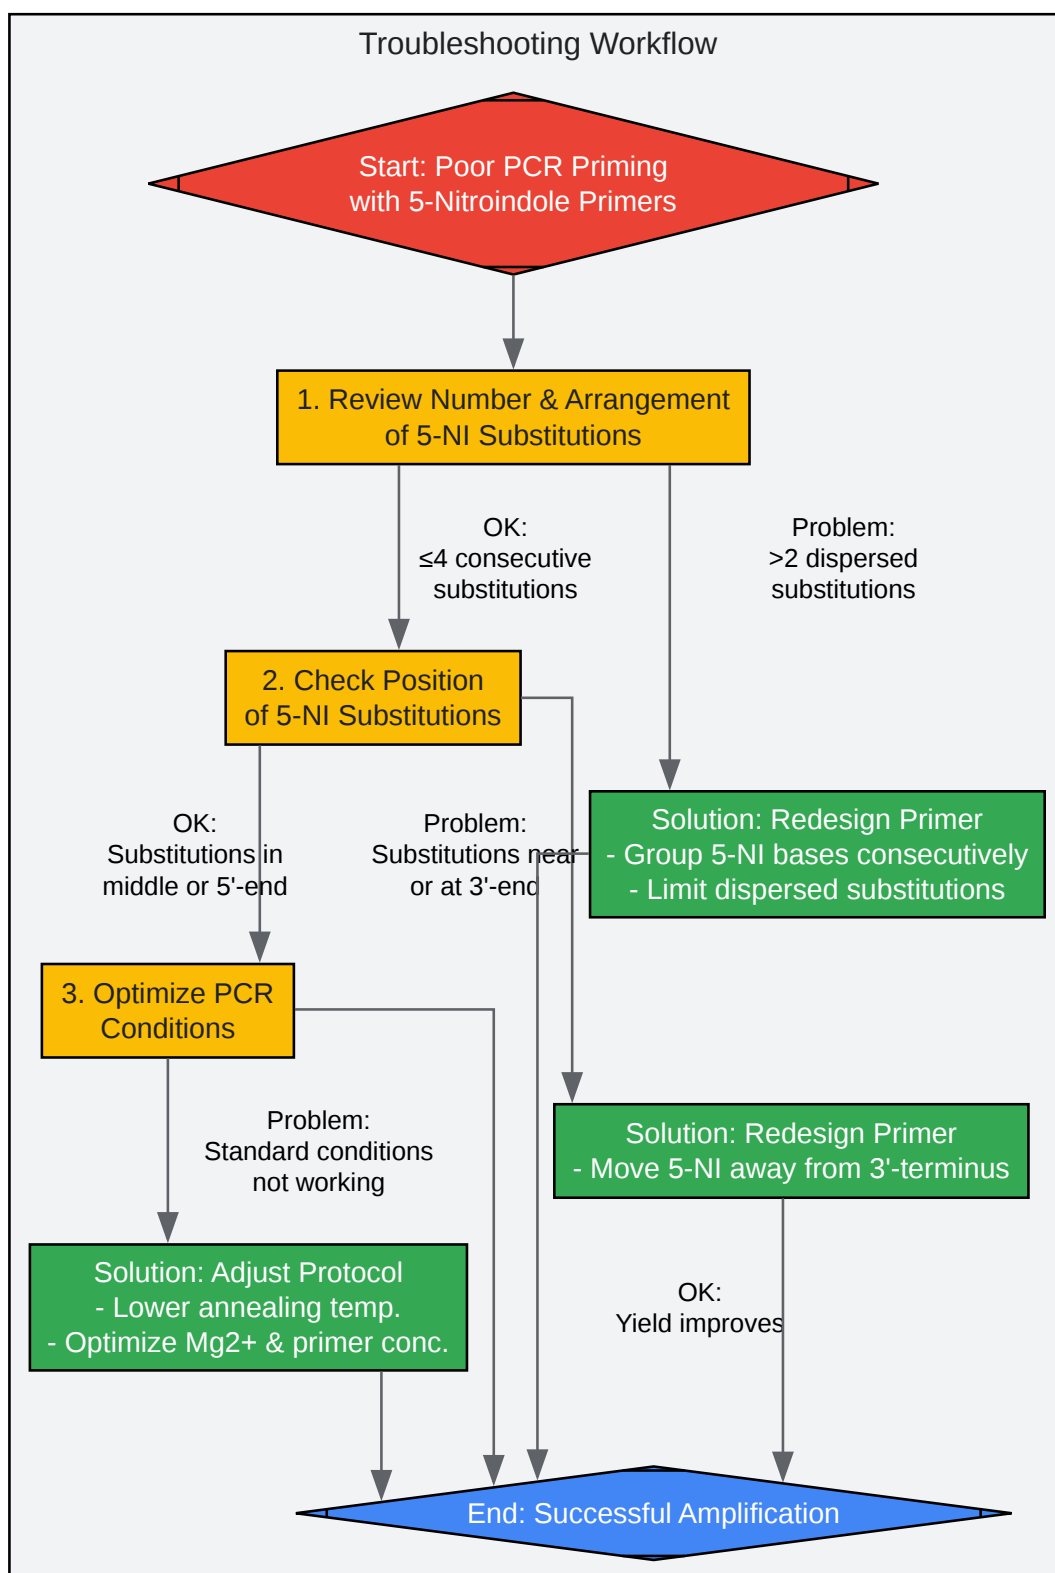 Troubleshooting Workflow
Start: Poor PCR Priming
with 5-Nitroindole Primers
1. Review Number & Arrangement
of 5-NI Substitutions
OK:
≤4 consecutive
substitutions
Problem:
>2 dispersed
substitutions
2. Check Position
of 5-NI Substitutions
OK:
Substitutions in
middle or 5'-end
Problem:
Substitutions near
or at 3'-end
Solution: Redesign Primer
- Group 5-NI bases consecutively
- Limit dispersed substitutions
3. Optimize PCR
Conditions
Problem:
Standard conditions
not working
Solution: Redesign Primer
- Move 5-NI away from 3'-terminus
Solution: Adjust Protocol
- Lower annealing temp.
- Optimize Mg2+ & primer conc.
OK:
Yield improves
End: Successful Amplification